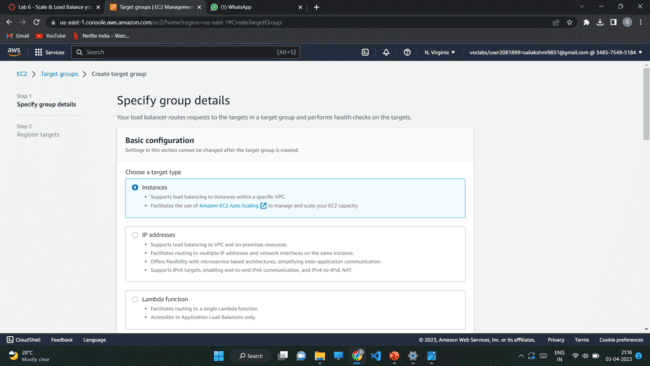 Lab 6 - Scale & Load Balance yo
Target groups | EC2 Managemen
(1) WhatsApp
us-east-1.console.aws.amazon.com/ec2/home?region=us-east-1#CreateTargetGroup:
Gmail
YouTube
Netflix India – Watc...
aws
Services
Search
[Alt+S]
N. Virginia
EC2
Target groups
Create target group
Step 1
Specify group details
Step 2
Register targets
Specify group details
Your load balancer routes requests to the targets in a target group and performs health checks on the targets.
Basic configuration
Settings in this section cannot be changed after the target group is created.
Choose a target type
Instances
Supports load balancing to instances within a specific VPC.
Facilitates the use of Amazon EC2 Auto Scaling to manage and scale your EC2 capacity.
IP addresses
Supports load balancing to VPC and on-premises resources.
Facilitates routing to multiple IP addresses and network interfaces on the same instance.
Offers flexibility with microservice based architectures, simplifying inter-application communication.
Supports IPv6 targets, enabling end-to-end IPv6 communication, and IPv4-to-IPv6 NAT.
Lambda function
Facilitates routing to a single Lambda function.
Accessible to Application Load Balancers only.
CloudShell
Feedback
Language
© 2023, Amazon Web Services, Inc. or its affiliates.
Privacy
Terms
Cookie preferences
28°C
Mostly Clear
Search
ENG
IN
21:16
03-04-2023